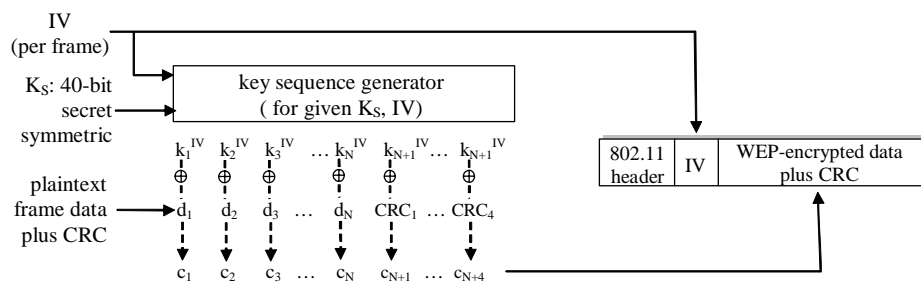 IV
(per frame)
K_S: 40-bit
secret
symmetric
key sequence generator
( for given K_S, IV)
k_1^IV k_2^IV k_3^IV … k_N^IV k_N+1^IV … k_N+1^IV
plaintext
frame data
plus CRC
d_1 d_2 d_3 … d_N CRC_1 … CRC_4
c_1 c_2 c_3 … c_N c_N+1 … c_N+4
802.11
header
IV
WEP-encrypted data
plus CRC